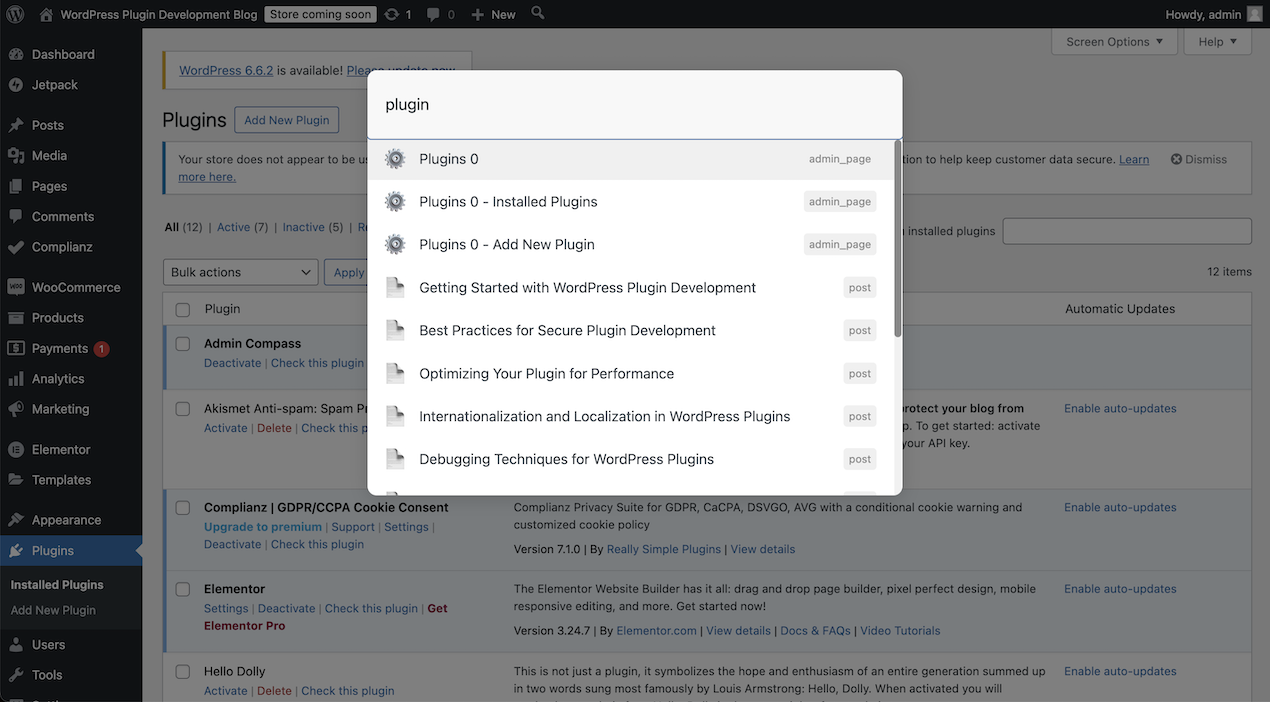 WordPress Plugin Development Blog Store coming soon 1 0 New Howdy, admin
Dashboard
Jetpack
Posts
Media
Pages
Comments
Complianz
WooCommerce
Products
Payments 1
Analytics
Marketing
Elementor
Templates
Appearance
Plugins
Installed Plugins
Add New Plugin
Users
Tools
Screen Options Help
WordPress 6.6.2 is available! Please update now.
Plugins Add New Plugin
Your store does not appear to be
tion to help keep customer data secure. Learn
more here.
Dismiss
All (12) | Active (7) | Inactive (5) |
installed plugins
Bulk actions Apply
12 items
Plugin Automatic Updates
Admin Compass
Deactivate | Check this plugin
Akismet Anti-spam: Spam
Activate | Delete | Check this
protect your blog from
p. To get started: activate
your API key.
Enable auto-updates
Complianz | GDPR/CCPA Cookie Consent
Upgrade to premium | Support | Settings |
Deactivate | Check this plugin
Complianz Privacy Suite for GDPR, CaCPA, DSVGO, AVG with a conditional cookie warning and
customized cookie policy
Version 7.1.0 | By Really Simple Plugins | View details
Enable auto-updates
Elementor
Settings | Deactivate | Check this plugin | Get
Elementor Pro
The Elementor Website Builder has it all: drag and drop page builder, pixel perfect design, mobile
responsive editing, and more. Get started now!
Version 3.24.7 | By Elementor.com | View details | Docs & FAQs | Video Tutorials
Enable auto-updates
Hello Dolly
Activate | Delete | Check this plugin
This is not just a plugin, it symbolizes the hope and enthusiasm of an entire generation summed up
in two words sung most famously by Louis Armstrong: Hello, Dolly. When activated you will
Enable auto-updates
plugin
Plugins 0 admin_page
Plugins 0 - Installed Plugins admin_page
Plugins 0 - Add New Plugin admin_page
Getting Started with WordPress Plugin Development post
Best Practices for Secure Plugin Development post
Optimizing Your Plugin for Performance post
Internationalization and Localization in WordPress Plugins post
Debugging Techniques for WordPress Plugins post